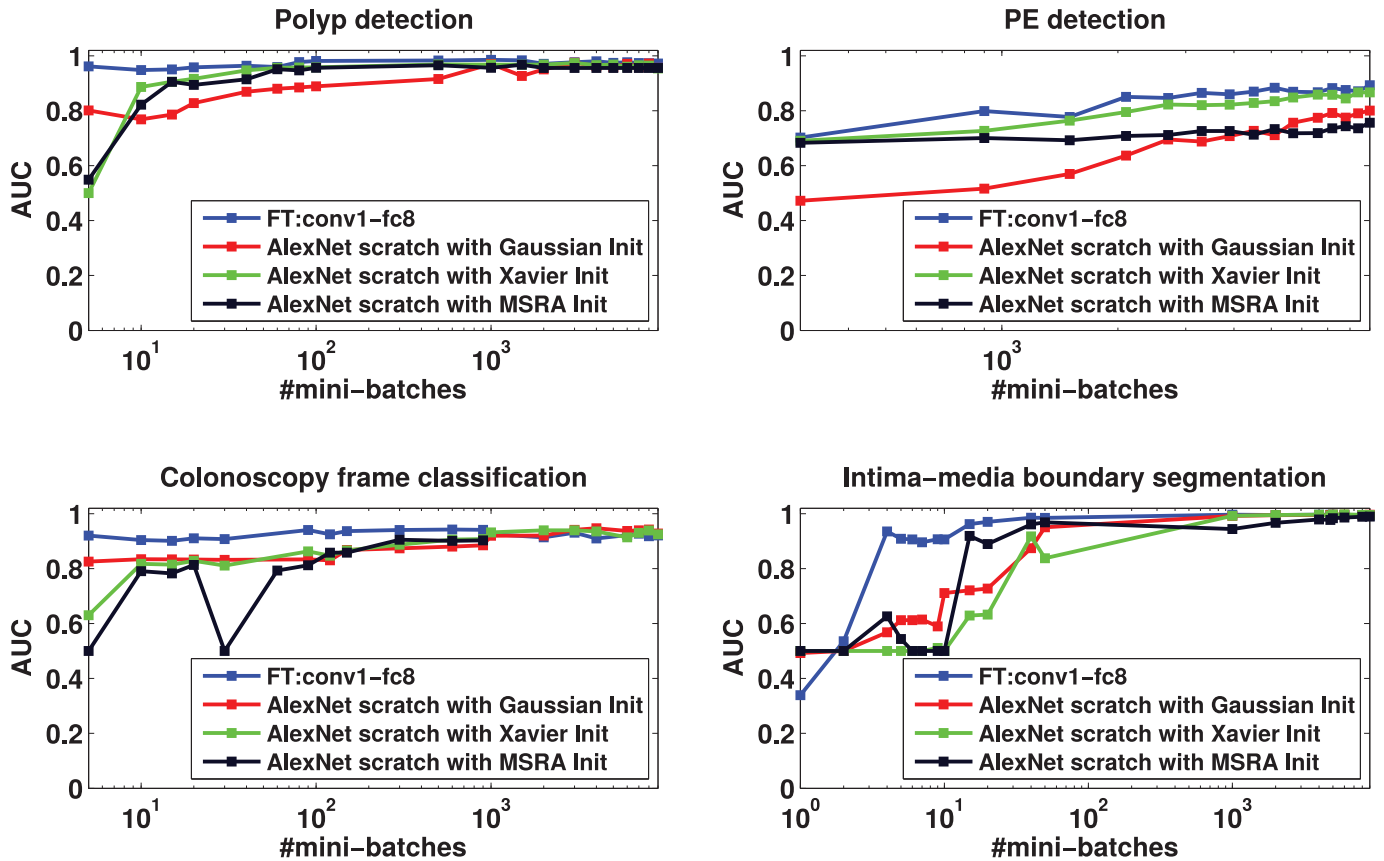 Polyp detection
1
0.8
0.6
0.4
0.2
0
AUC
FT:conv1-fc8
AlexNet scratch with Gaussian Init
AlexNet scratch with Xavier Init
AlexNet scratch with MSRA Init
10^1
10^2
10^3
#mini-batches
PE detection
1
0.8
0.6
0.4
0.2
0
AUC
FT:conv1-fc8
AlexNet scratch with Gaussian Init
AlexNet scratch with Xavier Init
AlexNet scratch with MSRA Init
10^3
#mini-batches
Colonoscopy frame classification
1
0.8
0.6
0.4
0.2
0
AUC
FT:conv1-fc8
AlexNet scratch with Gaussian Init
AlexNet scratch with Xavier Init
AlexNet scratch with MSRA Init
10^1
10^2
10^3
#mini-batches
Intima-media boundary segmentation
1
0.8
0.6
0.4
0.2
0
AUC
FT:conv1-fc8
AlexNet scratch with Gaussian Init
AlexNet scratch with Xavier Init
AlexNet scratch with MSRA Init
10^0
10^1
10^2
10^3
#mini-batches